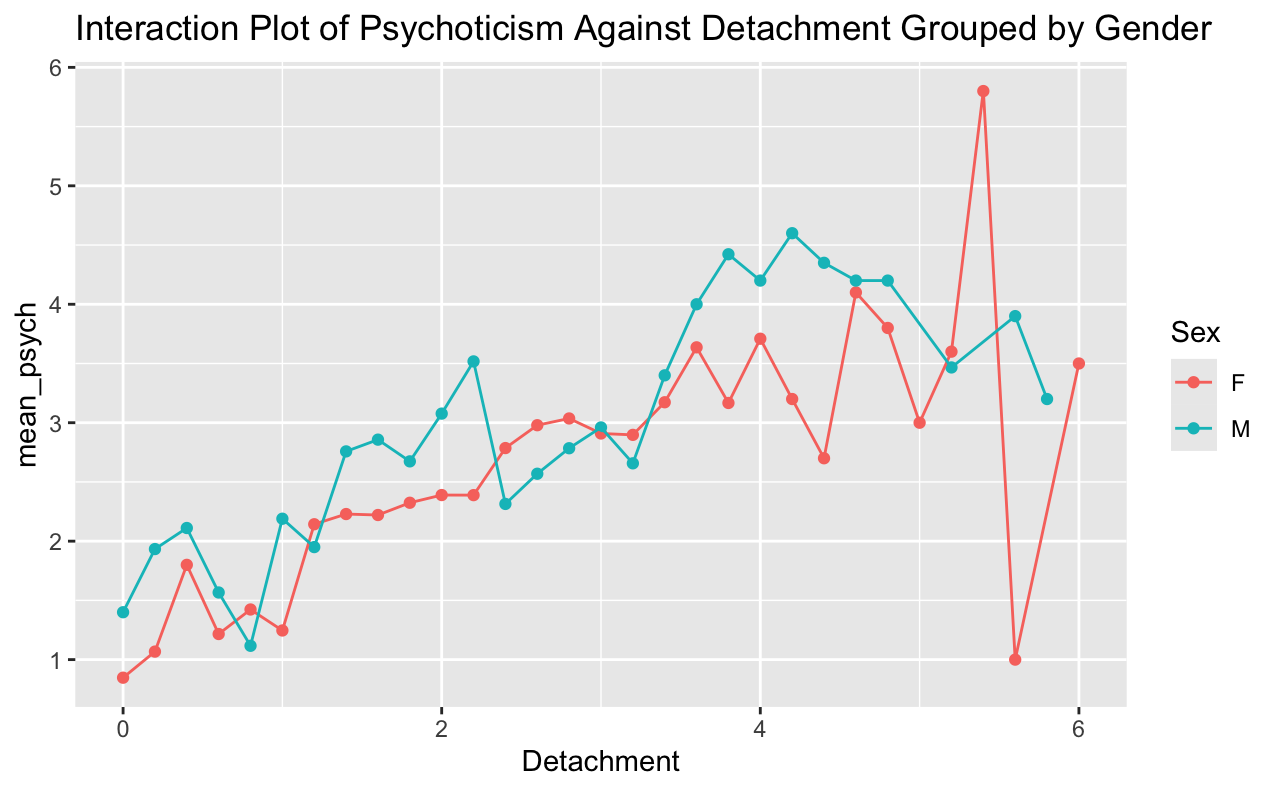 Interaction Plot of Psychoticism Against Detachment Grouped by Gender
6
5
4
3
2
1
mean_psych
0 2 4 6
Detachment
Sex
F
M